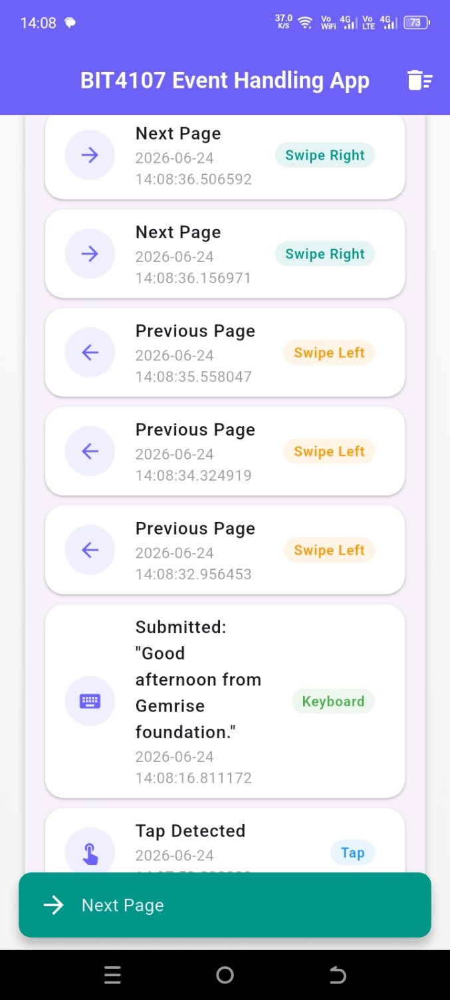 14:08
37.0 K/S
Vo WiFi
4G
Vo LTE
4G
73
BIT4107 Event Handling App
Next Page
2026-06-24
14:08:36.506592
Swipe Right
Next Page
2026-06-24
14:08:36.156971
Swipe Right
Previous Page
2026-06-24
14:08:35.558047
Swipe Left
Previous Page
2026-06-24
14:08:34.324919
Swipe Left
Previous Page
2026-06-24
14:08:32.956453
Swipe Left
Submitted:
"Good
afternoon from
Gemrise
foundation."
2026-06-24
14:08:16.811172
Keyboard
Tap Detected
2026-06-24
Tap
Next Page